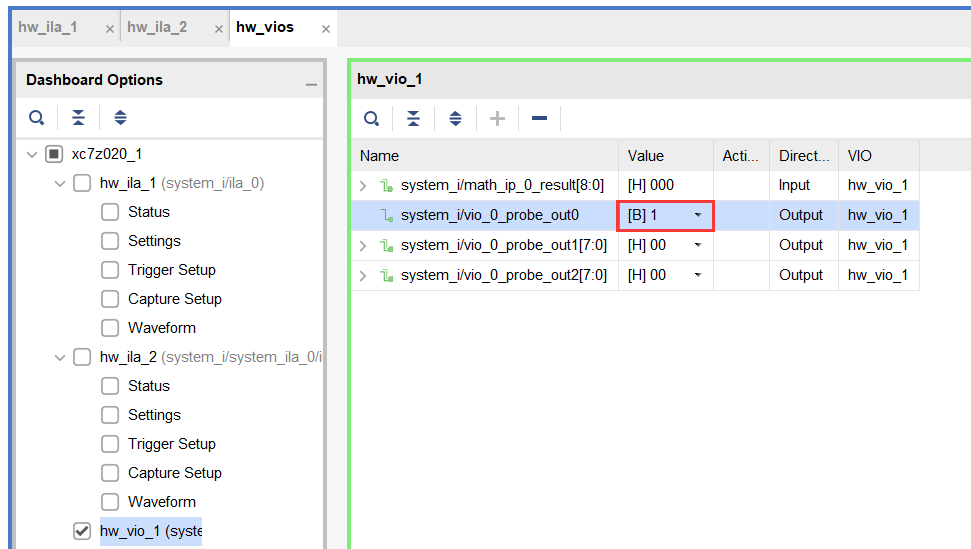 hw_ila_1 × hw_ila_2 × hw_vios ×
Dashboard Options
xc7z020_1
hw_ila_1 (system_i/ila_0)
Status
Settings
Trigger Setup
Capture Setup
Waveform
hw_ila_2 (system_i/system_ila_0/i
Status
Settings
Trigger Setup
Capture Setup
Waveform
hw_vio_1 (syste
hw_vio_1
Name Value Acti... Direct... VIO
system_i/math_ip_0_result[8:0] [H] 000 Input hw_vio_1
system_i/vio_0_probe_out0 [B] 1 Output hw_vio_1
system_i/vio_0_probe_out1[7:0] [H] 00 Output hw_vio_1
system_i/vio_0_probe_out2[7:0] [H] 00 Output hw_vio_1